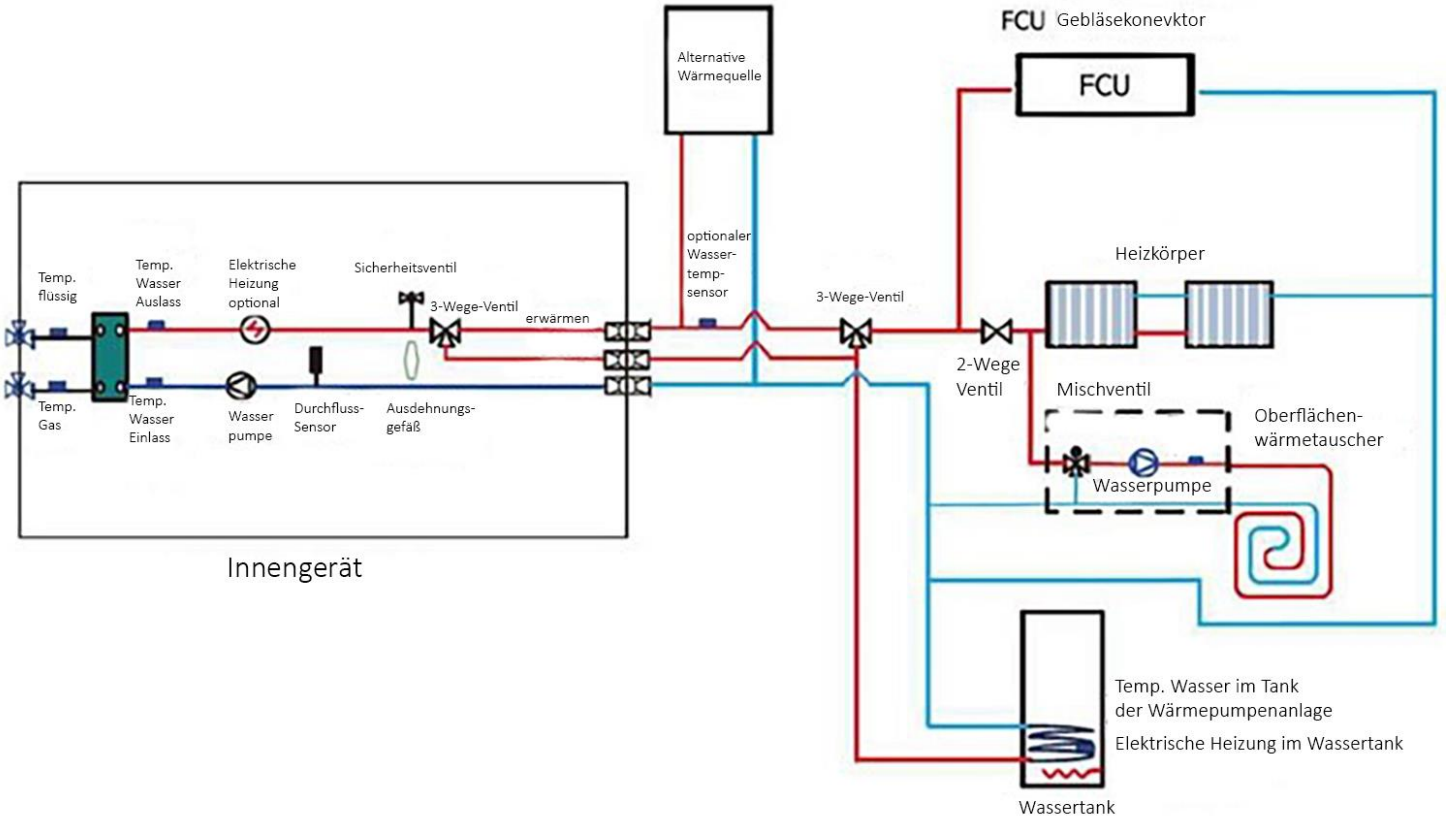 FCU Gebläsekonevktor
FCU
Alternative
Wärmequelle
optionaler
Wasser-
temp-
sensor
Temp.
flüssig
Temp.
Wasser
Auslass
Elektrische
Heizung
optional
Sicherheitsventil
3-Wege-Ventil
erwärmen
3-Wege-Ventil
Heizkörper
2-Wege
Ventil
Mischventil
Oberflächen-
wärmetauscher
Wasserpumpe
Temp.
Gas
Temp.
Wasser
Einlass
Wasser
pumpe
Durchfluss-
Sensor
Ausdehnungs-
gefäß
Innengerät
Temp. Wasser im Tank
der Wärmepumpenanlage
Elektrische Heizung im Wassertank
Wassertank